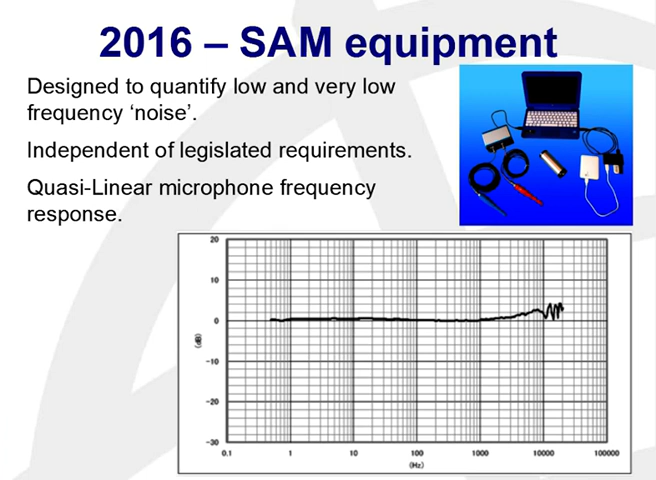 2016 – SAM equipment
Designed to quantify low and very low
frequency ‘noise’.
Independent of legislated requirements.
Quasi-Linear microphone frequency
response.
20
10
0
-10
-20
-30
(dB)
0.1
1
10
100
1000
10000
100000
(Hz)